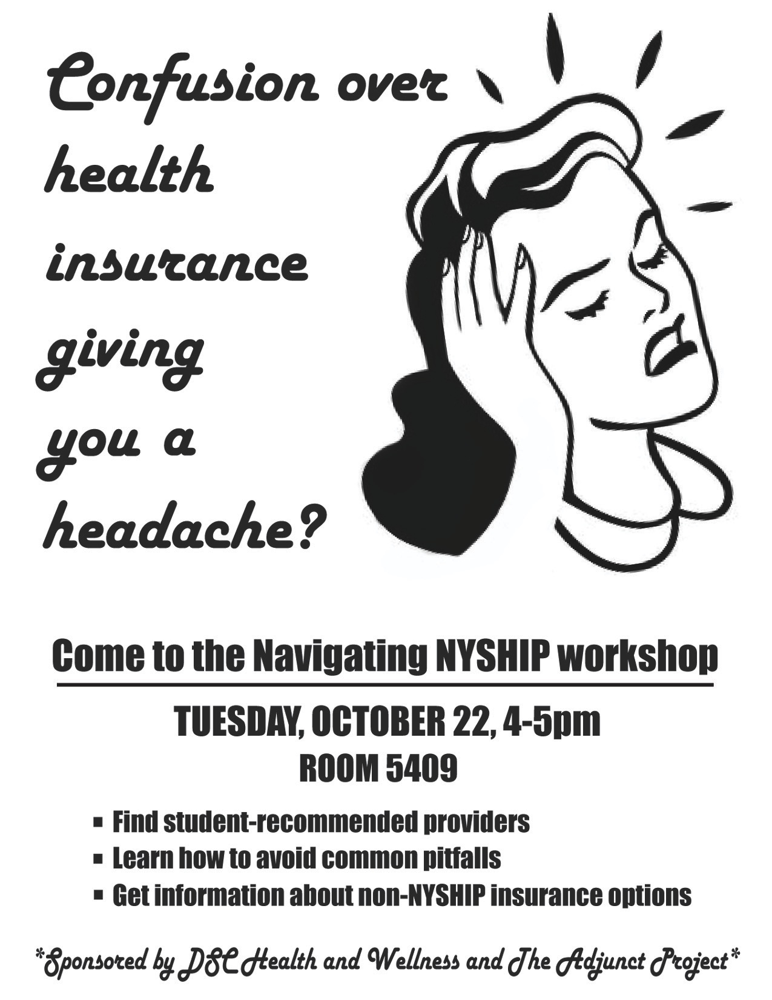 Confusion over
health
insurance
giving
you a
headache?
Come to the Navigating NYSHIP workshop
TUESDAY, OCTOBER 22, 4-5pm
ROOM 5409
▪ Find student-recommended providers
▪ Learn how to avoid common pitfalls
▪ Get information about non-NYSHIP insurance options
*Sponsored by DSC Health and Wellness and The Adjunct Project*